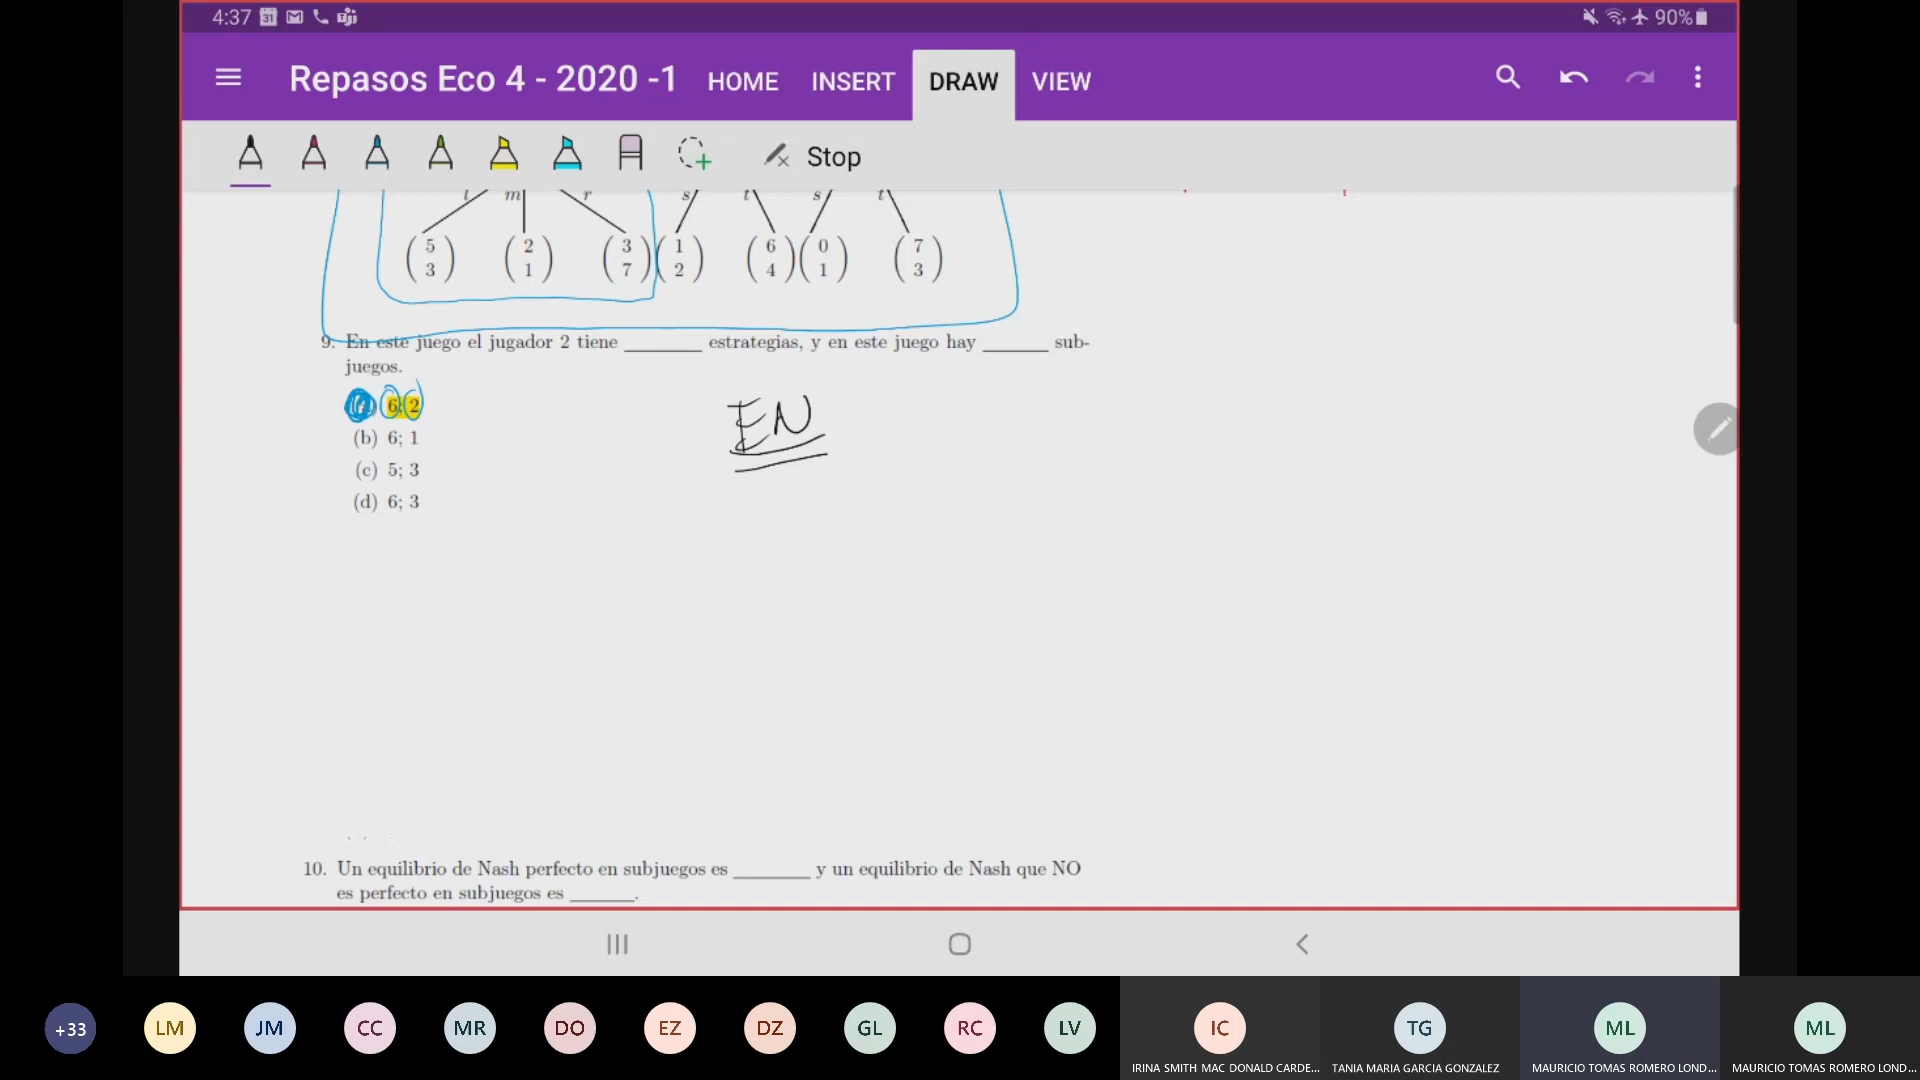 4:37 31 90%
Repasos Eco 4 - 2020 -1 HOME INSERT DRAW VIEW
Stop
l m r s t s t
5 2 3 1 6 0 7
3 1 7 2 4 1 3
9. En este juego el jugador 2 tiene ________ estrategias, y en este juego hay _______ sub-
juegos.
6; 2
(b) 6; 1
(c) 5; 3
(d) 6; 3
EN
10. Un equilibrio de Nash perfecto en subjuegos es ________ y un equilibrio de Nash que NO
es perfecto en subjuegos es _______.
+33 LM JM CC MR DO EZ DZ GL RC LV IC TG ML ML
IRINA SMITH MAC DONALD CARDE... TANIA MARIA GARCIA GONZALEZ MAURICIO TOMAS ROMERO LOND... MAURICIO TOMAS ROMERO LOND...